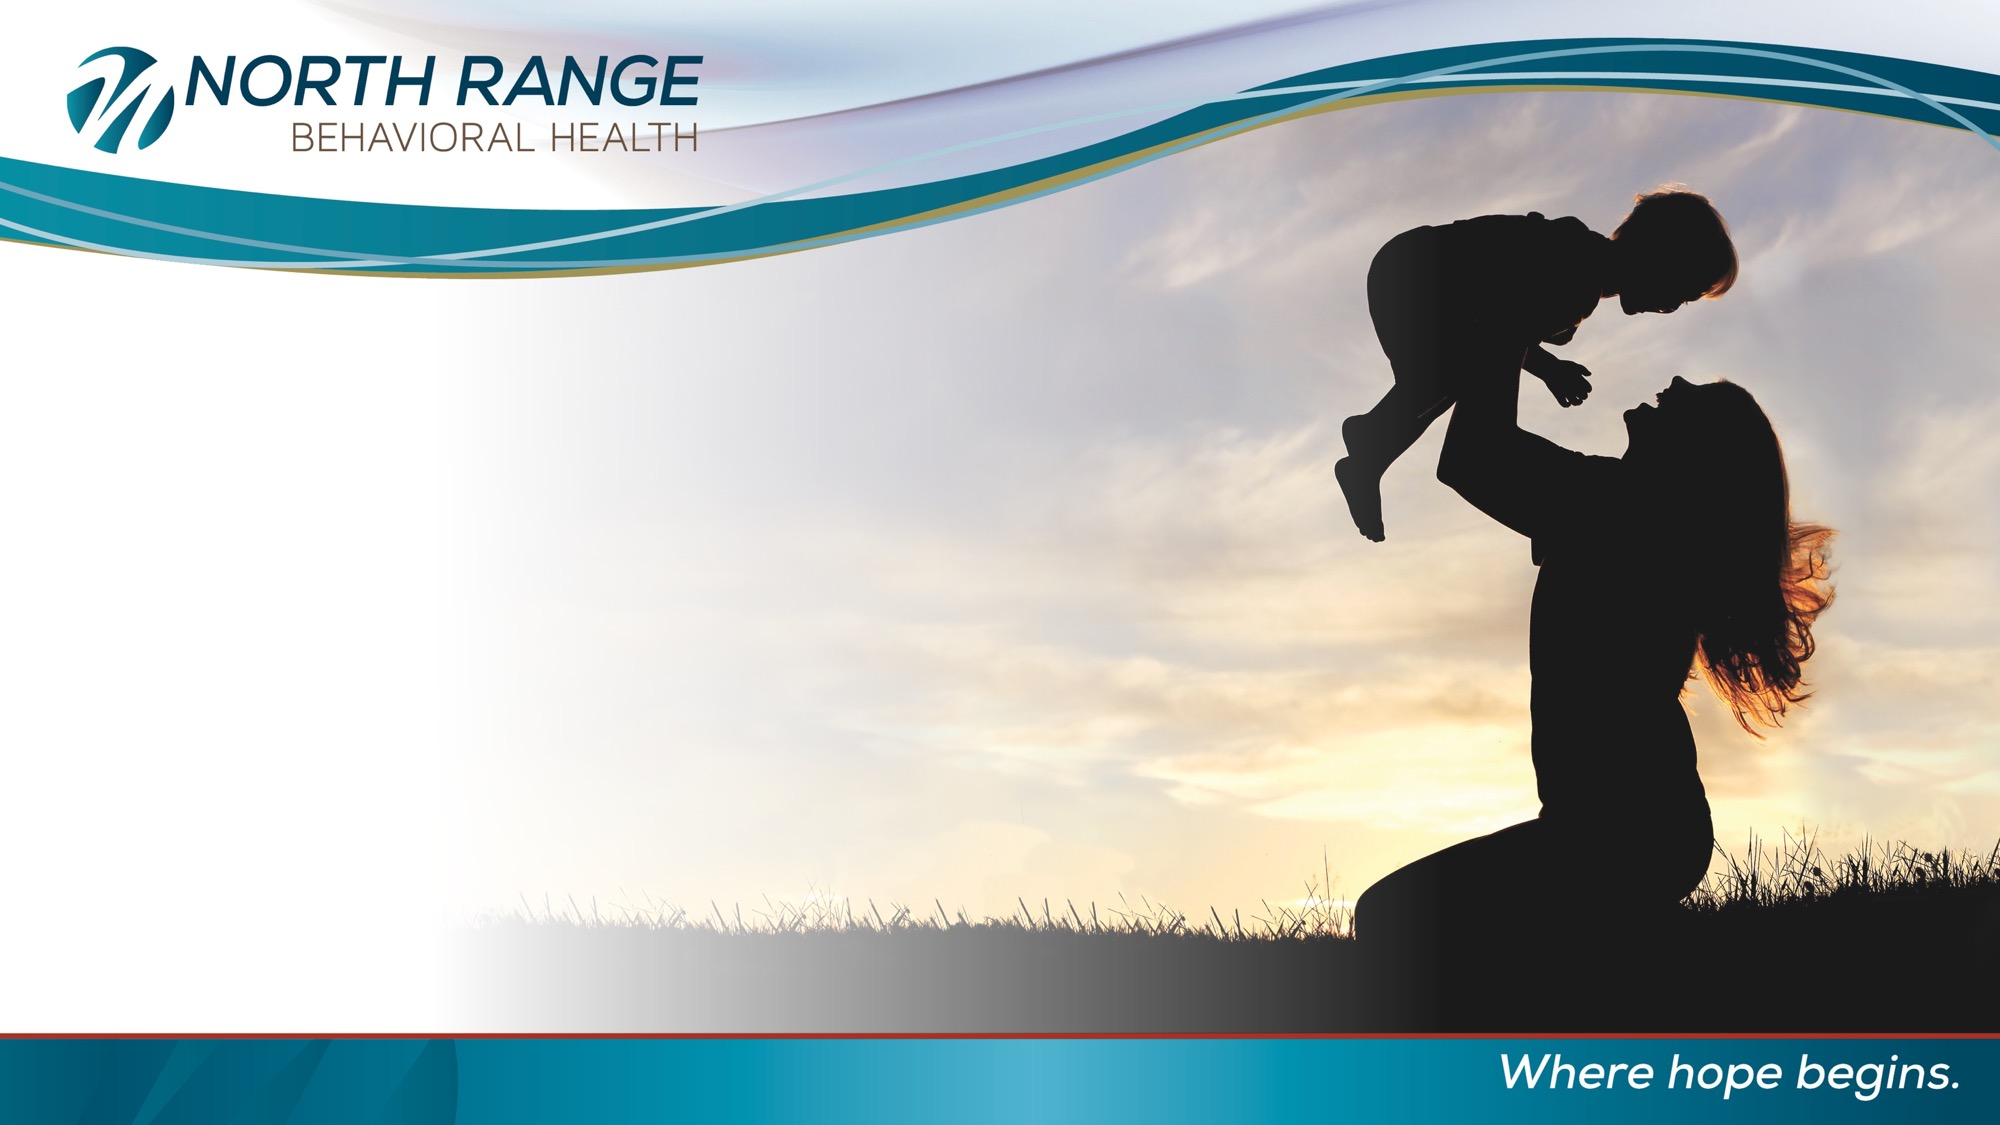 NORTH RANGE
BEHAVIORAL HEALTH
Where hope begins.